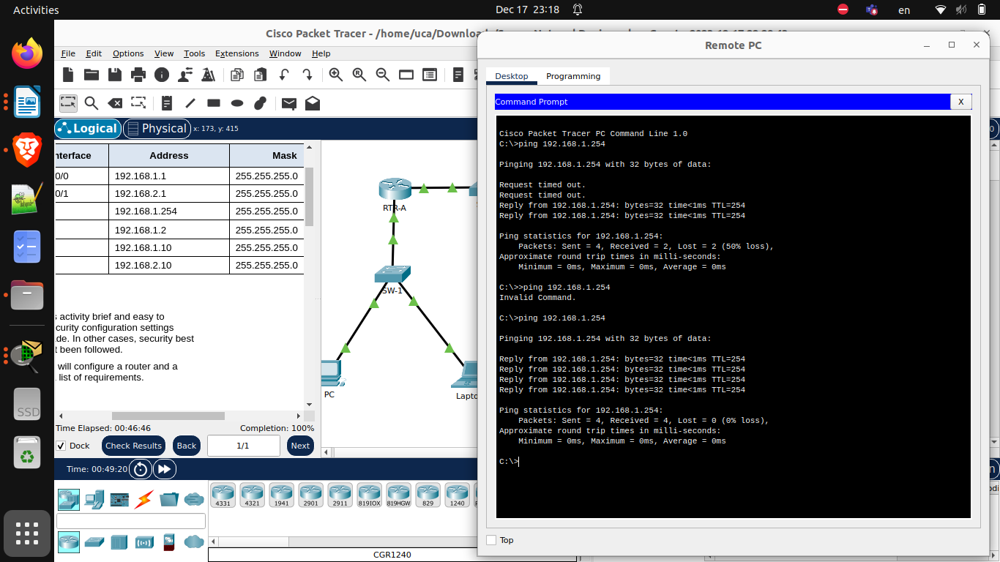 Activities
Dec 17 23:18
en
Cisco Packet Tracer - /home/uca/Download
File Edit Options View Tools Extensions Window Help
Logical
Physical
x: 173, y: 415
nterface Address Mask
0/0 192.168.1.1 255.255.255.0
0/1 192.168.2.1 255.255.255.0
192.168.1.254 255.255.255.0
192.168.1.2 255.255.255.0
192.168.1.10 255.255.255.0
192.168.2.10 255.255.255.0
activity brief and easy to
curity configuration settings
de. In other cases, security best
t been followed.
will configure a router and a
list of requirements.
Time Elapsed: 00:46:46
Completion: 100%
Dock
Check Results
Back
1/1
Next
RTR-A
SW-1
PC
Lapto
Time: 00:49:20
4331
4321
1941
2901
2911
819IOX
819HGW
829
1240
CGR1240
SSD
Remote PC
Desktop
Programming
Command Prompt
X
Cisco Packet Tracer PC Command Line 1.0
C:\>ping 192.168.1.254
Pinging 192.168.1.254 with 32 bytes of data:
Request timed out.
Request timed out.
Reply from 192.168.1.254: bytes=32 time<1ms TTL=254
Reply from 192.168.1.254: bytes=32 time<1ms TTL=254
Ping statistics for 192.168.1.254:
Packets: Sent = 4, Received = 2, Lost = 2 (50% loss),
Approximate round trip times in milli-seconds:
Minimum = 0ms, Maximum = 0ms, Average = 0ms
C:\>>ping 192.168.1.254
Invalid Command.
C:\>ping 192.168.1.254
Pinging 192.168.1.254 with 32 bytes of data:
Reply from 192.168.1.254: bytes=32 time<1ms TTL=254
Reply from 192.168.1.254: bytes=32 time<1ms TTL=254
Reply from 192.168.1.254: bytes=32 time<1ms TTL=254
Reply from 192.168.1.254: bytes=32 time<1ms TTL=254
Ping statistics for 192.168.1.254:
Packets: Sent = 4, Received = 4, Lost = 0 (0% loss),
Approximate round trip times in milli-seconds:
Minimum = 0ms, Maximum = 0ms, Average = 0ms
C:\>
Top